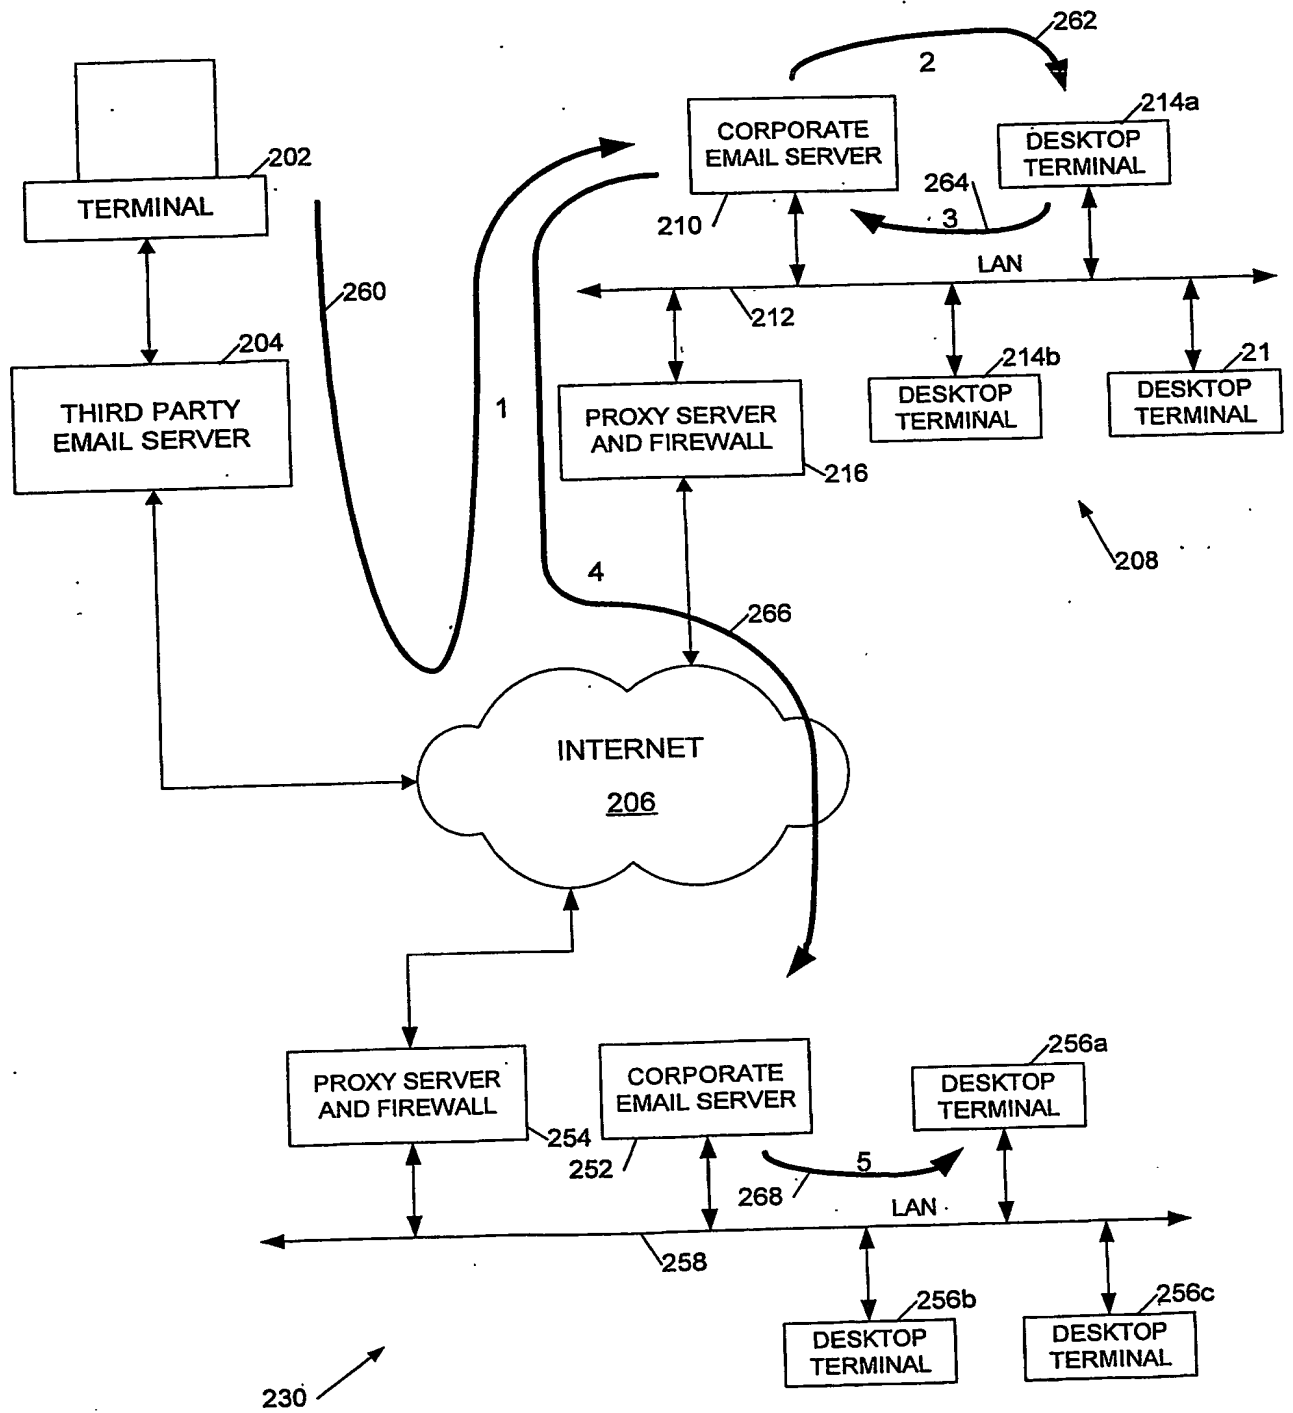 262
2
214a
CORPORATE
EMAIL SERVER
DESKTOP
TERMINAL
202
TERMINAL
264
3
210
LAN
260
212
204
THIRD PARTY
EMAIL SERVER
1
PROXY SERVER
AND FIREWALL
216
214b
DESKTOP
TERMINAL
21
DESKTOP
TERMINAL
208
4
266
INTERNET
206
PROXY SERVER
AND FIREWALL
254
CORPORATE
EMAIL SERVER
252
256a
DESKTOP
TERMINAL
5
268
LAN
258
256b
DESKTOP
TERMINAL
256c
DESKTOP
TERMINAL
230